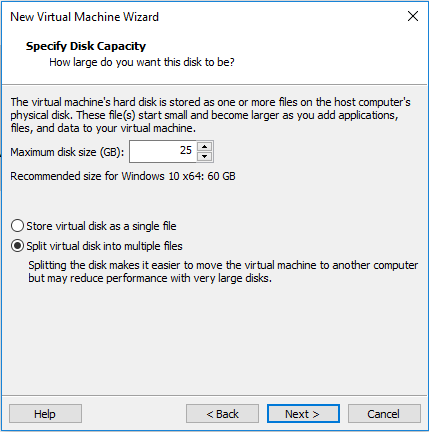 New Virtual Machine Wizard
Specify Disk Capacity
How large do you want this disk to be?
The virtual machine's hard disk is stored as one or more files on the host computer's
physical disk. These file(s) start small and become larger as you add applications,
files, and data to your virtual machine.
Maximum disk size (GB): 25
Recommended size for Windows 10 x64: 60 GB
Store virtual disk as a single file
Split virtual disk into multiple files
Splitting the disk makes it easier to move the virtual machine to another computer
but may reduce performance with very large disks.
Help < Back Next > Cancel